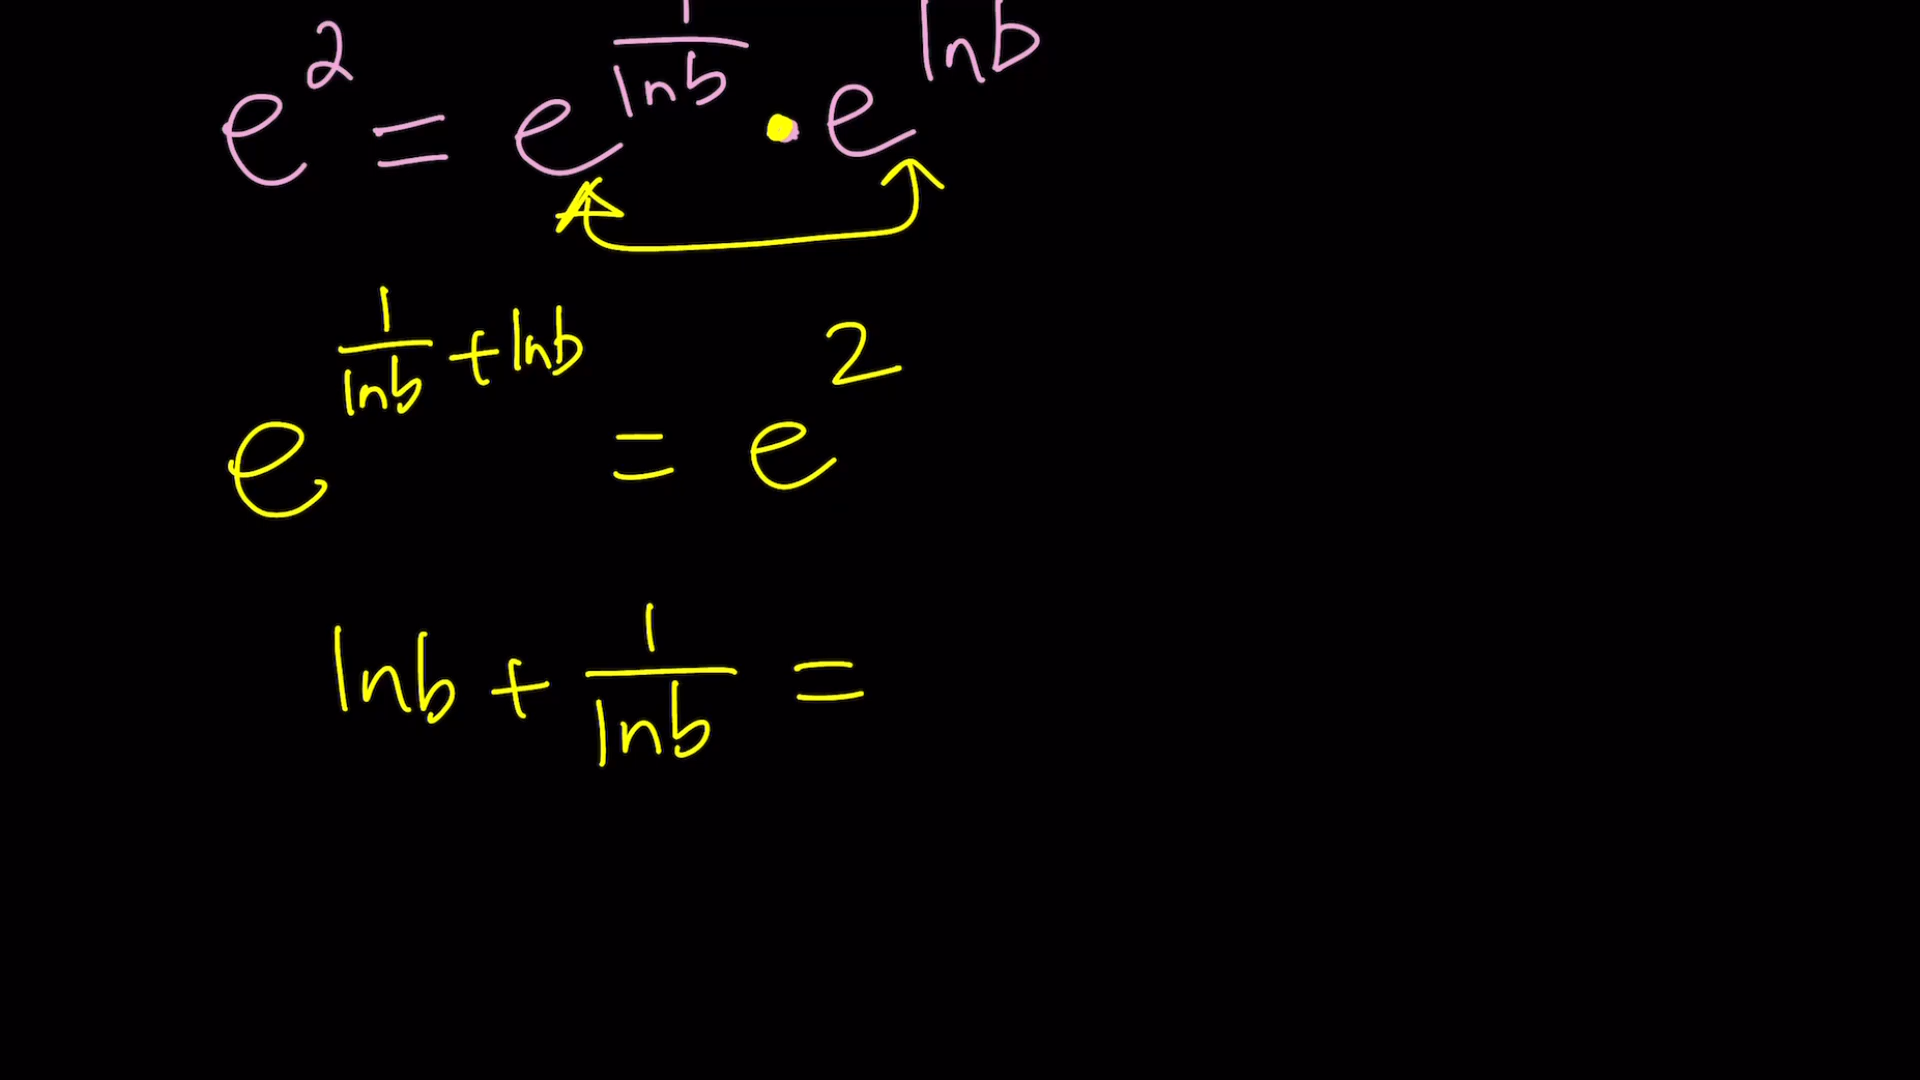 e^2 = e^(1/lnb) · e^(lnb)
e^(1/lnb + lnb) = e^2
lnb + 1/lnb =